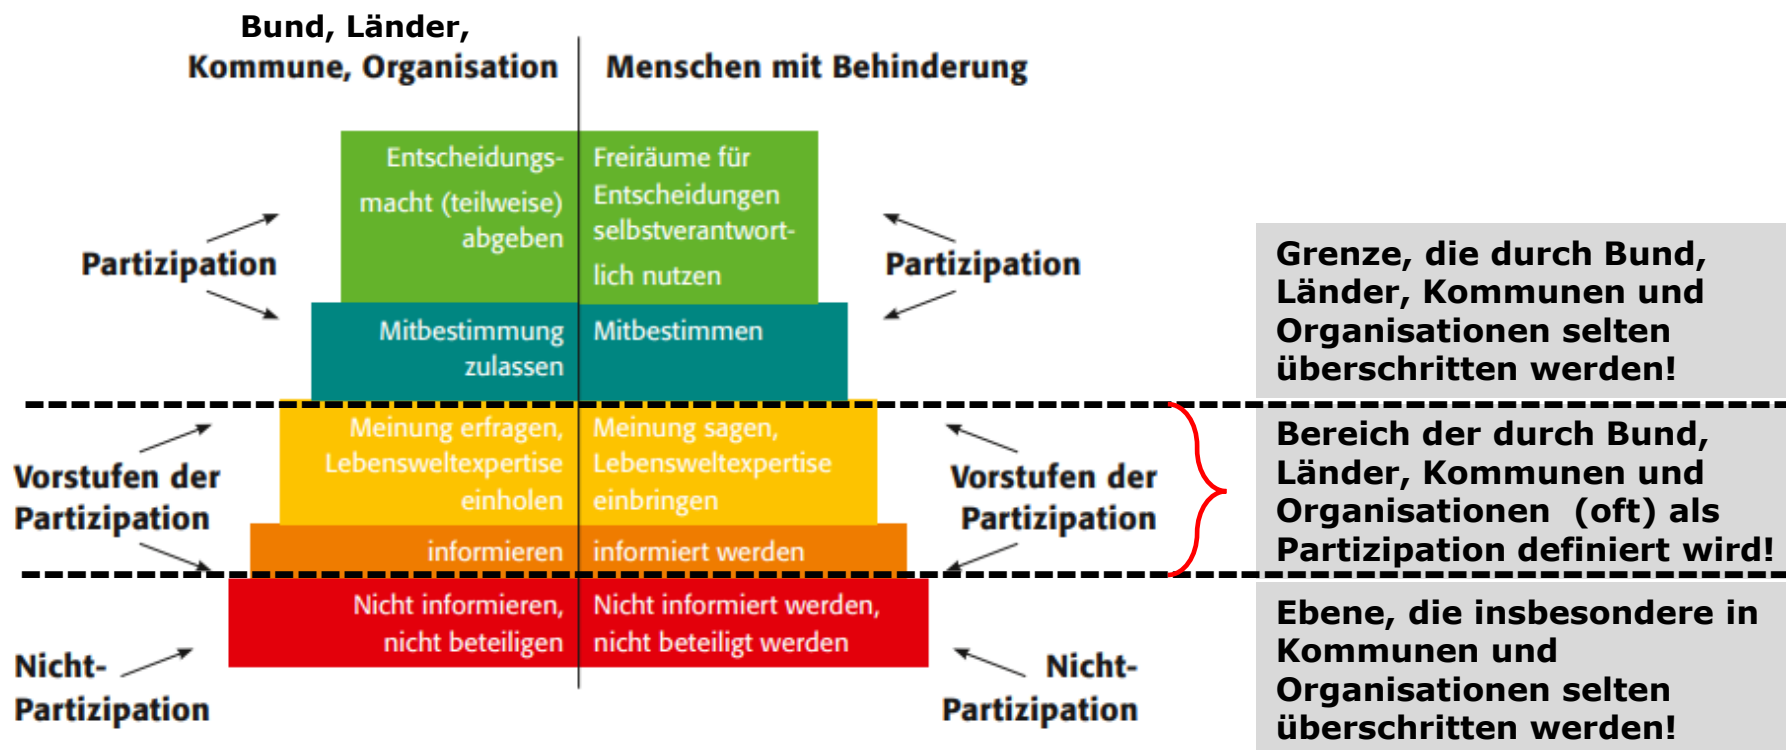 Bund, Länder,
Kommune, Organisation
Menschen mit Behinderung
Entscheidungs-
macht (teilweise)
abgeben
Freiräume für
Entscheidungen
selbstverantwort-
lich nutzen
Partizipation
Partizipation
Mitbestimmung
zulassen
Mitbestimmen
Grenze, die durch Bund,
Länder, Kommunen und
Organisationen selten
überschritten werden!
Meinung erfragen,
Lebensweltexpertise
einholen
Meinung sagen,
Lebensweltexpertise
einbringen
Vorstufen der
Partizipation
Vorstufen der
Partizipation
informieren
informiert werden
Bereich der durch Bund,
Länder, Kommunen und
Organisationen  (oft) als
Partizipation definiert wird!
Nicht informieren,
nicht beteiligen
Nicht informiert werden,
nicht beteiligt werden
Nicht-
Partizipation
Nicht-
Partizipation
Ebene, die insbesondere in
Kommunen und
Organisationen selten
überschritten werden!